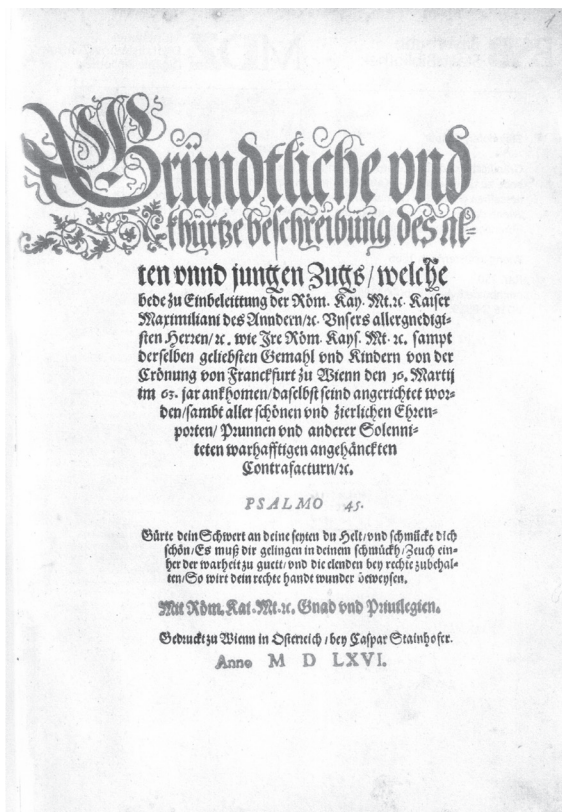 1
Gründtliche vnd
khurtze beschreibung des al-
ten vnnd jungen Zugs/ welche
bede zu Einbeleittung der Röm. Kay. Mt. ꝛc. Kaiser
Maximiliani des Anndern/ ꝛc. Vnsers allergnedigi-
sten Herren/ ꝛc. wie Ire Röm. Kays. Mt. ꝛc. sampt
derselben geliebsten Gemahl vnd Kindern von der
Crönung von Franckfurt zu Wienn den 16. Martij
im 63. jar ankhomen/ daselbst seind angerichtet wor-
den/ sambt aller schönen vnd zierlichen Ehrn-
porten/ Prunnen vnd anderer Solenni-
teten warhafftigen angehänckten
Contrafacturn/ ꝛc.
PSALMO 45.
Gürte dein Schwert an deine seyten du Helt/ vnd schmücke dich
schön/ Es muß dir gelingen in deinem schmückh/ Zeuch ein-
her der warheit zu guett/ vnd die elenden bey recht zubehal-
ten/ So wirt dein rechte handt wunder beweysen.
Mit Röm. Kai. Mt. ꝛc. Gnad vnd Priuilegien.
Gedruckt zu Wienn in Osterreich / bey Caspar Stainhofer.
Anno M D LXVI.